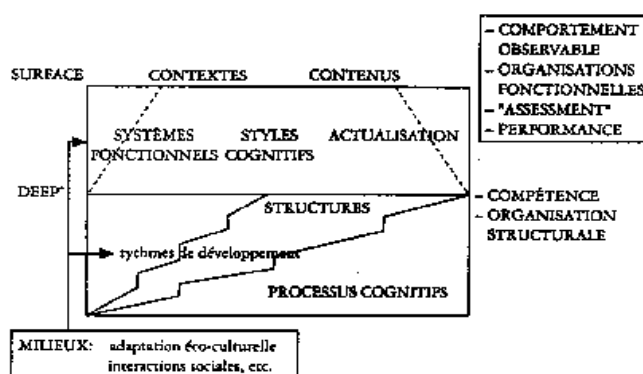 – COMPORTEMENT
OBSERVABLE
– ORGANISATIONS
FONCTIONNELLES
– "ASSESSMENT"
– PERFORMANCE
SURFACE CONTEXTES CONTENUS
SYSTÈMES STYLES ACTUALISATION
FONCTIONNELS COGNITIFS
DEEP
– COMPÉTENCE
STRUCTURES
– ORGANISATION
STRUCTURALE
rythmes de développement
PROCESSUS COGNITIFS
MILIEUX: adaptation éco-culturelle
interactions sociales, etc.